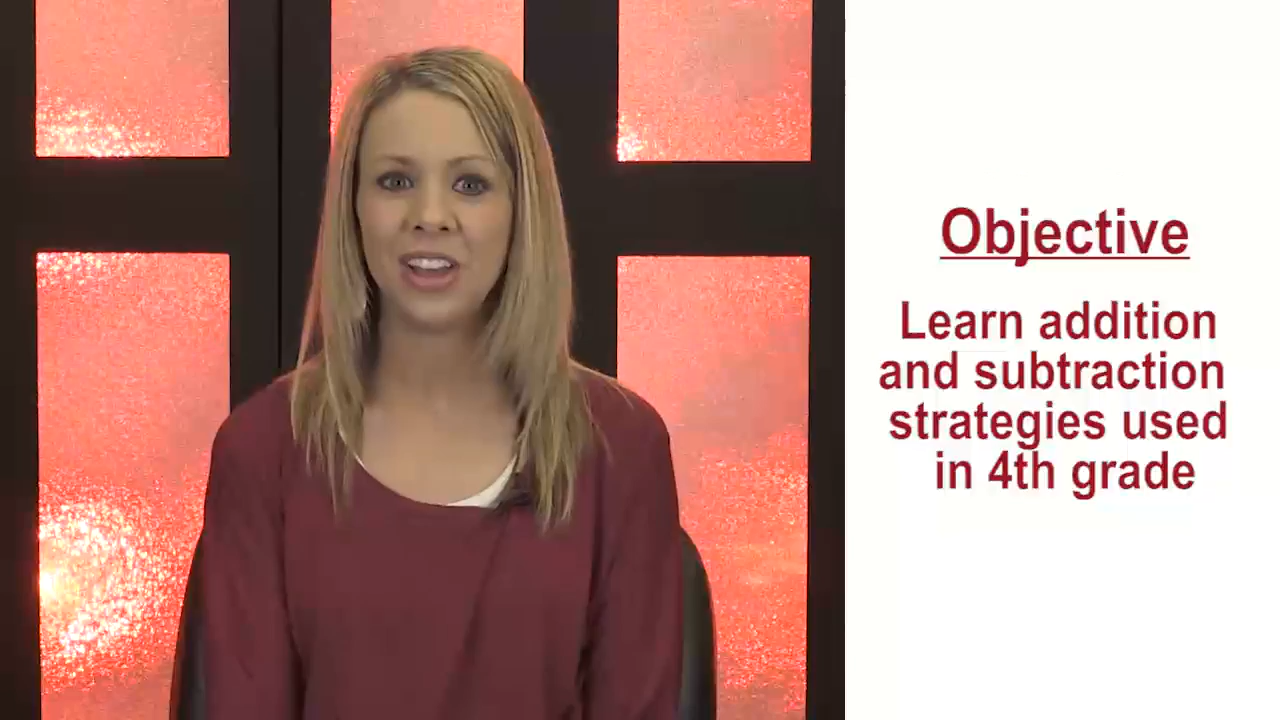 Objective
Learn addition
and subtraction
strategies used
in 4th grade